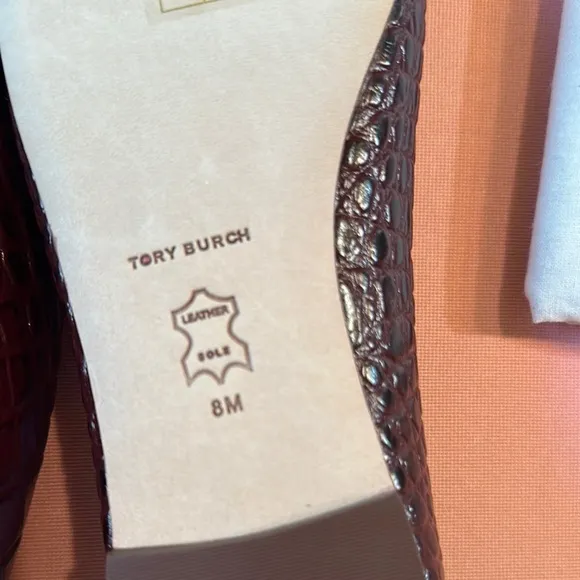 TORY BURCH
LEATHER
SOLE
8M